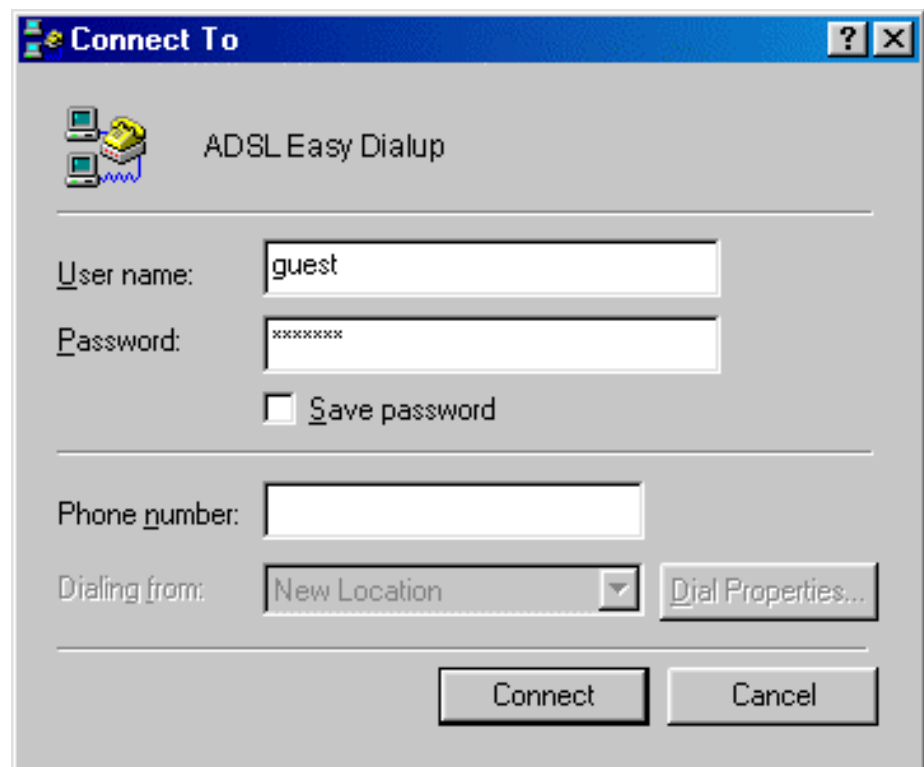 Connect To
ADSL Easy Dialup
User name: guest
Password: xxxxxxx
Save password
Phone number:
Dialing from: New Location Dial Properties...
Connect Cancel